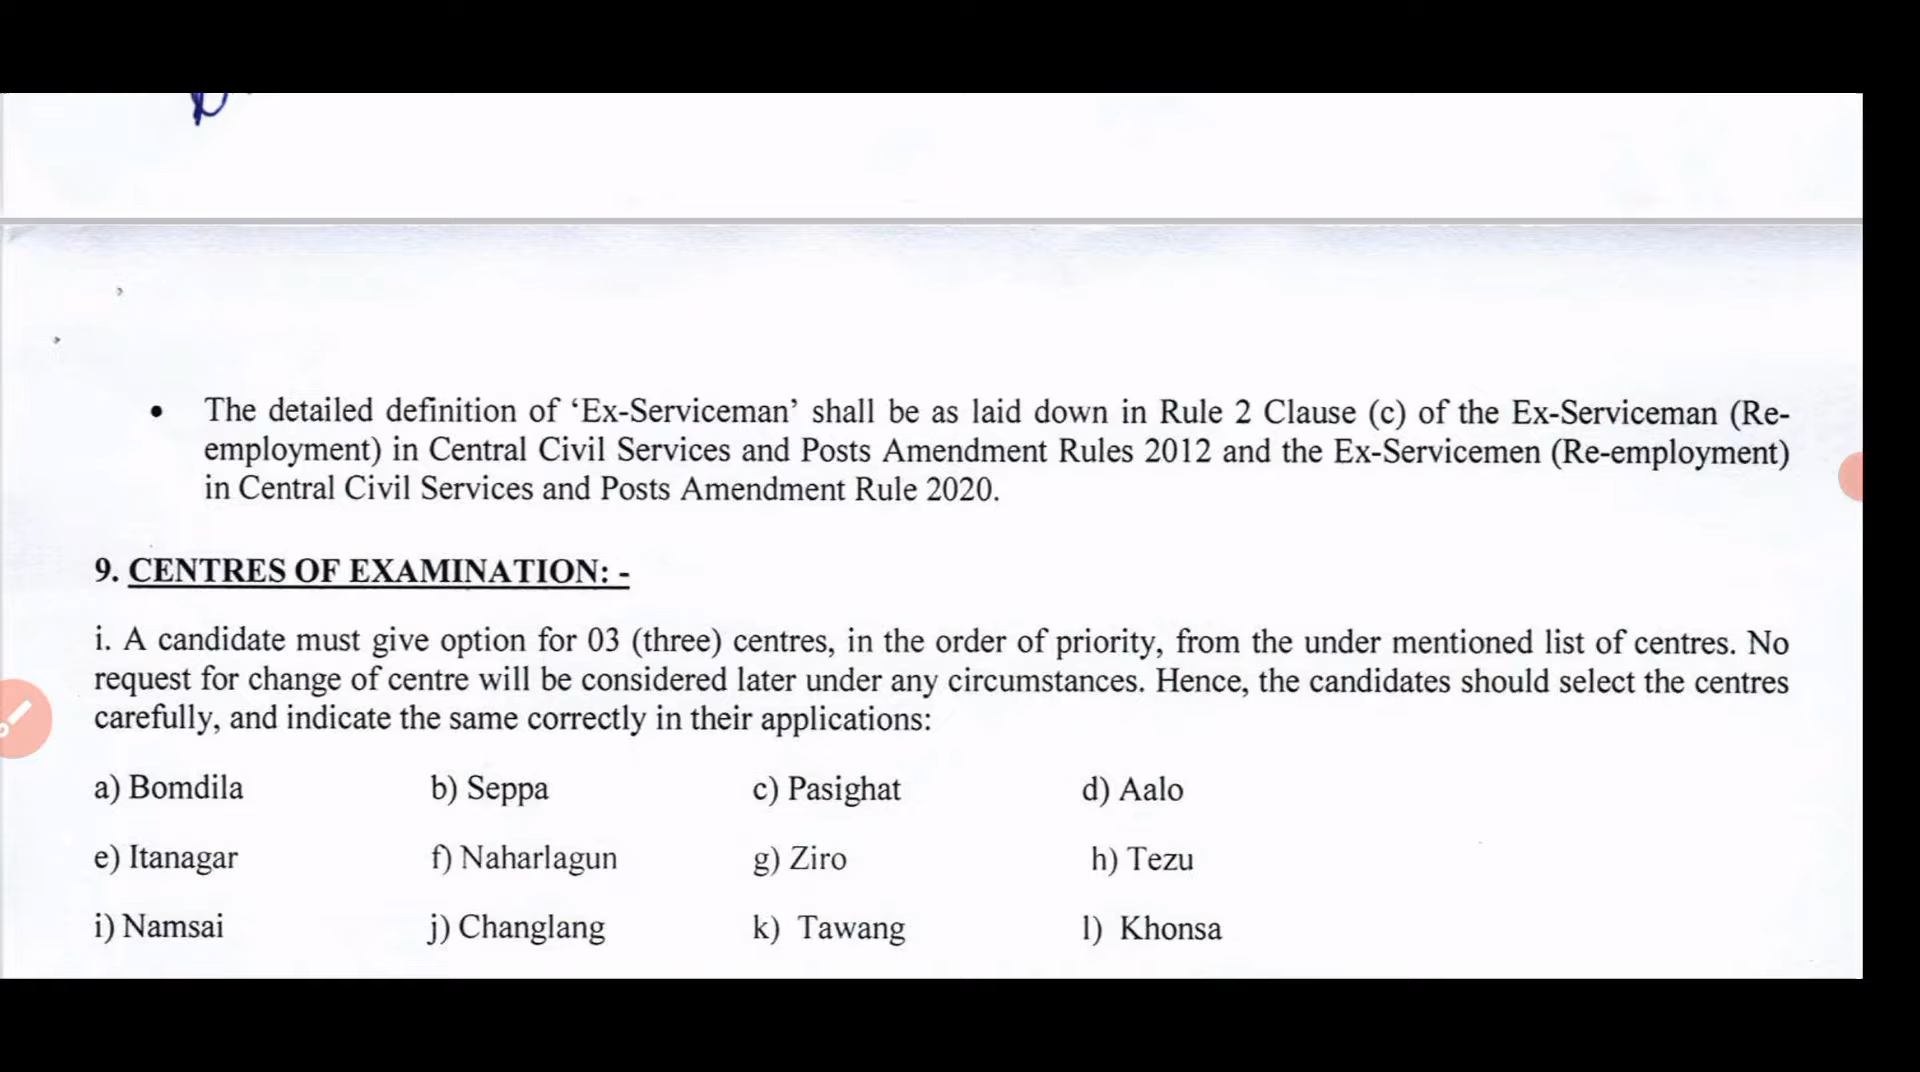 • The detailed definition of ‘Ex-Serviceman’ shall be as laid down in Rule 2 Clause (c) of the Ex-Serviceman (Re-
employment) in Central Civil Services and Posts Amendment Rules 2012 and the Ex-Servicemen (Re-employment)
in Central Civil Services and Posts Amendment Rule 2020.
9. CENTRES OF EXAMINATION: -
i. A candidate must give option for 03 (three) centres, in the order of priority, from the under mentioned list of centres. No
request for change of centre will be considered later under any circumstances. Hence, the candidates should select the centres
carefully, and indicate the same correctly in their applications:
a) Bomdila b) Seppa c) Pasighat d) Aalo
e) Itanagar f) Naharlagun g) Ziro h) Tezu
i) Namsai j) Changlang k) Tawang l) Khonsa